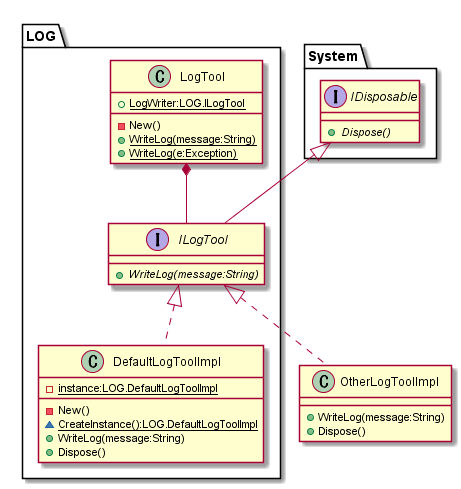 LOG
C LogTool
LogWriter:LOG.ILogTool
New()
WriteLog(message:String)
WriteLog(e:Exception)
System
I IDisposable
Dispose()
I ILogTool
WriteLog(message:String)
C DefaultLogToolImpl
instance:LOG.DefaultLogToolImpl
New()
CreateInstance():LOG.DefaultLogToolImpl
WriteLog(message:String)
Dispose()
C OtherLogToolImpl
WriteLog(message:String)
Dispose()